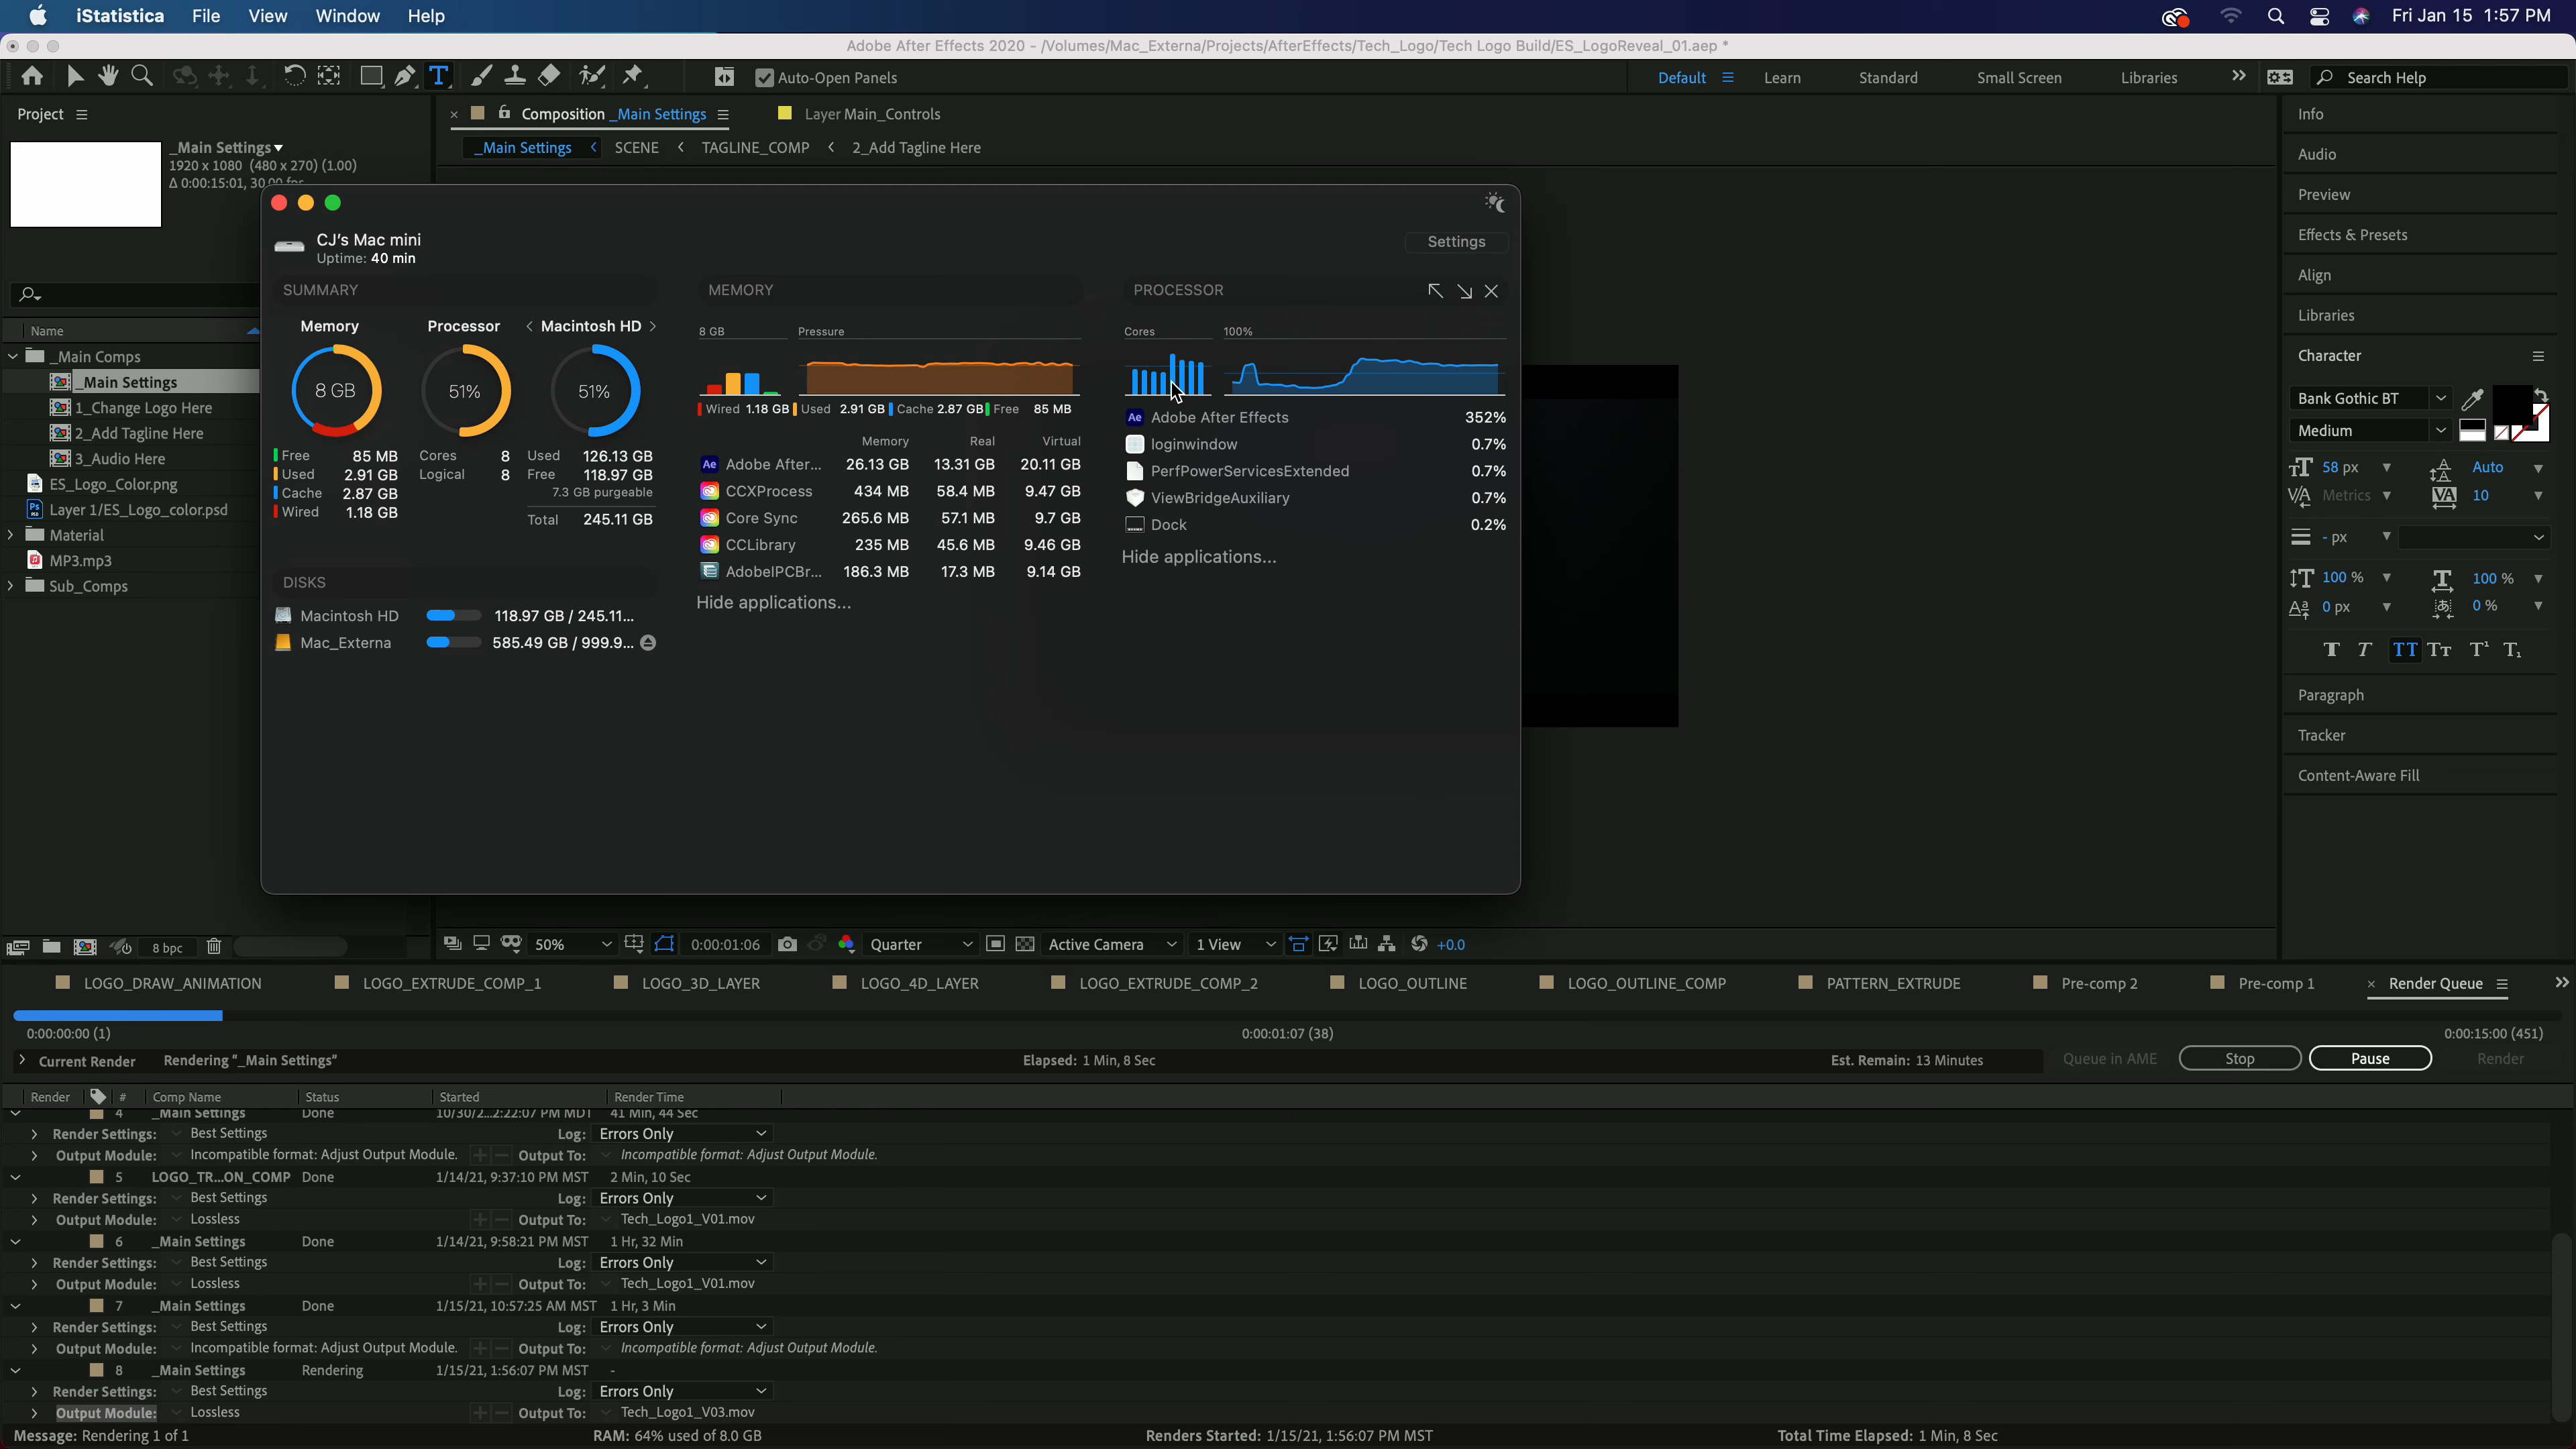 iStatistica File View Window Help Fri Jan 15 1:57 PM
Adobe After Effects 2020 - /Volumes/Mac_Externa/Projects/AfterEffects/Tech_Logo/Tech Logo Build/ES_LogoReveal_01.aep *
Auto-Open Panels Default Learn Standard Small Screen Libraries Search Help
Project
_Main Settings
1920 x 1080 (480 x 270) (1.00)
Δ 0:00:15:01, 30.00 fps
Name
_Main Comps
_Main Settings
1_Change Logo Here
2_Add Tagline Here
3_Audio Here
ES_Logo_Color.png
Layer 1/ES_Logo_color.psd
Material
MP3.mp3
Sub_Comps
8 bpc
Composition _Main Settings Layer Main_Controls
_Main Settings SCENE TAGLINE_COMP 2_Add Tagline Here
CJ's Mac mini
Uptime: 40 min
Settings
SUMMARY
Memory Processor Macintosh HD
8 GB 51% 51%
Free 85 MB Cores 8 Used 126.13 GB
Used 2.91 GB Logical 8 Free 118.97 GB
Cache 2.87 GB 7.3 GB purgeable
Wired 1.18 GB Total 245.11 GB
DISKS
Macintosh HD 118.97 GB / 245.11...
Mac_Externa 585.49 GB / 999.9...
MEMORY
8 GB Pressure
Wired 1.18 GB Used 2.91 GB Cache 2.87 GB Free 85 MB
Memory Real Virtual
Ae Adobe After... 26.13 GB 13.31 GB 20.11 GB
CCXProcess 434 MB 58.4 MB 9.47 GB
Core Sync 265.6 MB 57.1 MB 9.7 GB
CCLibrary 235 MB 45.6 MB 9.46 GB
AdobeIPCBr... 186.3 MB 17.3 MB 9.14 GB
Hide applications...
PROCESSOR
Cores 100%
Ae Adobe After Effects 352%
loginwindow 0.7%
PerfPowerServicesExtended 0.7%
ViewBridgeAuxiliary 0.7%
Dock 0.2%
Hide applications...
Info
Audio
Preview
Effects & Presets
Align
Libraries
Character
Bank Gothic BT
Medium
58 px Auto
Metrics 10
- px
100 % 100 %
0 px 0 %
Paragraph
Tracker
Content-Aware Fill
50% 0:00:01:06 Quarter Active Camera 1 View +0.0
LOGO_DRAW_ANIMATION LOGO_EXTRUDE_COMP_1 LOGO_3D_LAYER LOGO_4D_LAYER LOGO_EXTRUDE_COMP_2 LOGO_OUTLINE LOGO_OUTLINE_COMP PATTERN_EXTRUDE Pre-comp 2 Pre-comp 1 Render Queue
0:00:00:00 (1) 0:00:01:07 (38) 0:00:15:00 (451)
Current Render Rendering "_Main Settings" Elapsed: 1 Min, 8 Sec Est. Remain: 13 Minutes Queue in AME Stop Pause Render
Render # Comp Name Status Started Render Time
4 _Main Settings Done 10/30/2...2:22:07 PM MDT 41 Min, 44 Sec
Render Settings: Best Settings Log: Errors Only
Output Module: Incompatible format: Adjust Output Module. Output To: Incompatible format: Adjust Output Module.
5 LOGO_TR...ON_COMP Done 1/14/21, 9:37:10 PM MST 2 Min, 10 Sec
Render Settings: Best Settings Log: Errors Only
Output Module: Lossless Output To: Tech_Logo1_V01.mov
6 _Main Settings Done 1/14/21, 9:58:21 PM MST 1 Hr, 32 Min
Render Settings: Best Settings Log: Errors Only
Output Module: Lossless Output To: Tech_Logo1_V01.mov
7 _Main Settings Done 1/15/21, 10:57:25 AM MST 1 Hr, 3 Min
Render Settings: Best Settings Log: Errors Only
Output Module: Incompatible format: Adjust Output Module. Output To: Incompatible format: Adjust Output Module.
8 _Main Settings Rendering 1/15/21, 1:56:07 PM MST -
Render Settings: Best Settings Log: Errors Only
Output Module: Lossless Output To: Tech_Logo1_V03.mov
Message: Rendering 1 of 1 RAM: 64% used of 8.0 GB Renders Started: 1/15/21, 1:56:07 PM MST Total Time Elapsed: 1 Min, 8 Sec